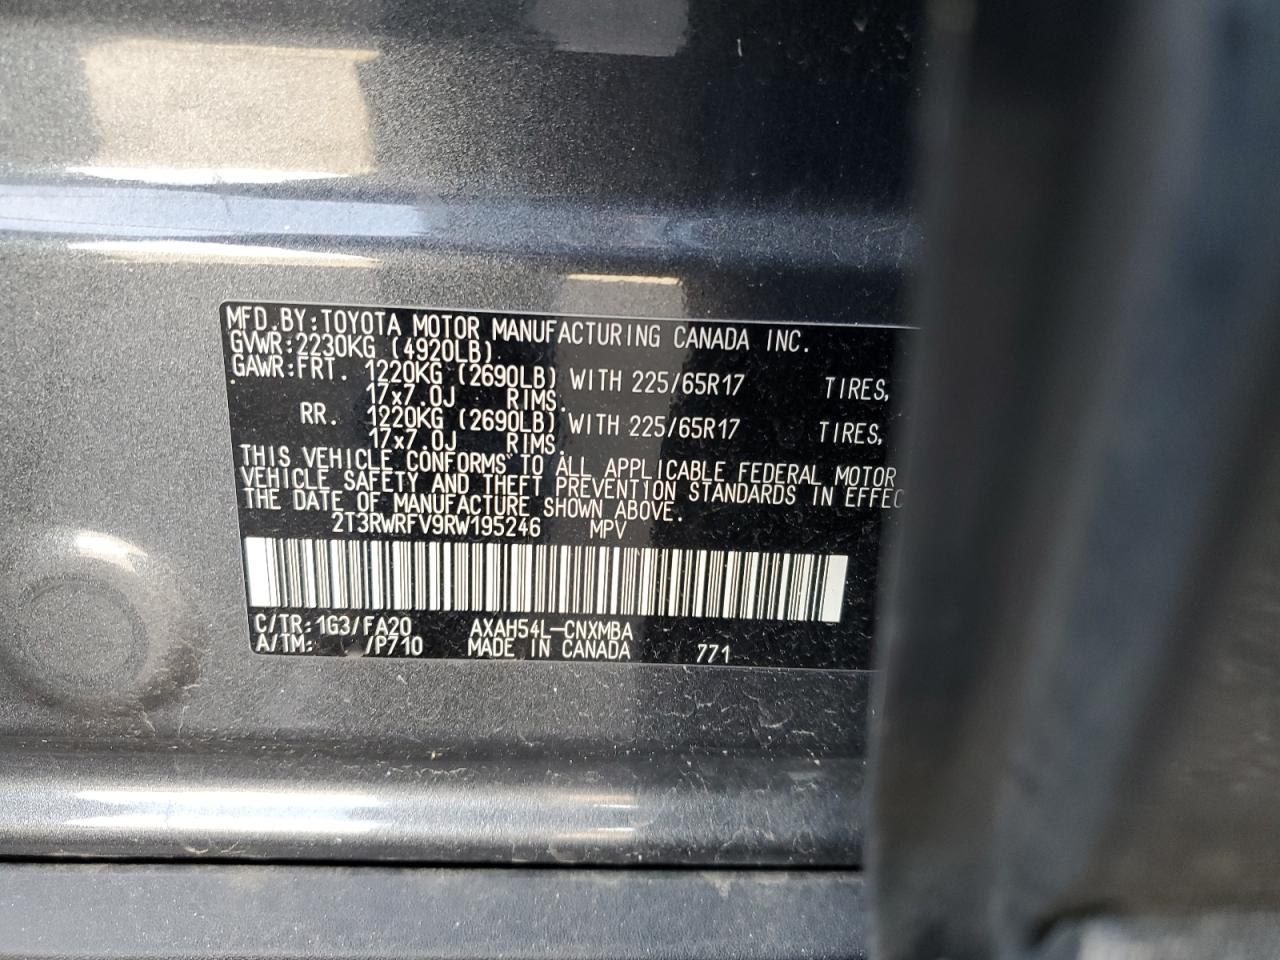 MFD.BY:TOYOTA MOTOR MANUFACTURING CANADA INC.
GVWR:2230KG (4920LB)
GAWR:FRT. 1220KG (2690LB) WITH 225/65R17 TIRES,
17x7.0J RIMS.
RR. 1220KG (2690LB) WITH 225/65R17 TIRES,
17x7.0J RIMS.
THIS VEHICLE CONFORMS TO ALL APPLICABLE FEDERAL MOTOR
VEHICLE SAFETY AND THEFT PREVENTION STANDARDS IN EFFEC
THE DATE OF MANUFACTURE SHOWN ABOVE.
2T3RWRFV9RW195246 MPV
C/TR:1G3/FA20 AXAH54L-CNXMBA
A/TM: /P710 MADE IN CANADA 771